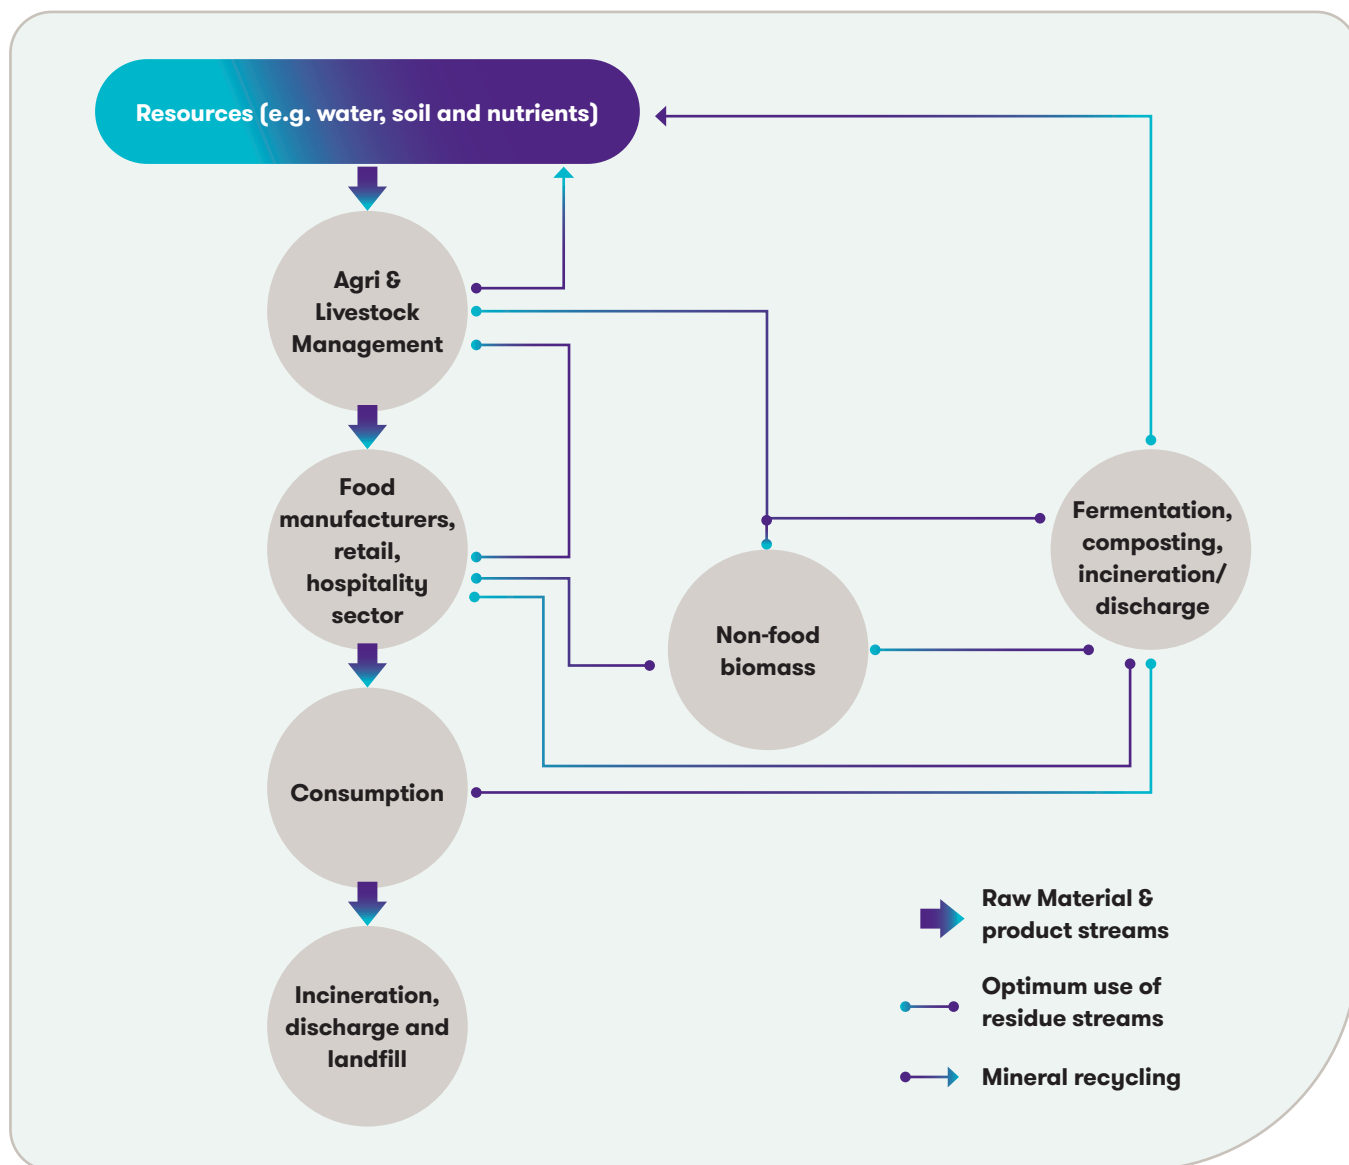 Resources (e.g. water, soil and nutrients)
Agri &
Livestock
Management
Food
manufacturers,
retail,
hospitality
sector
Fermentation,
composting,
incineration/
discharge
Non-food
biomass
Consumption
Incineration,
discharge and
landfill
Raw Material &
product streams
Optimum use of
residue streams
Mineral recycling